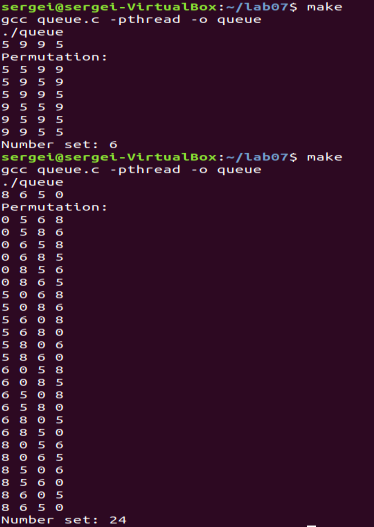 sergei@sergei-VirtualBox:~/lab07$ make
gcc queue.c -pthread -o queue
./queue
5 9 9 5
Permutation:
5 5 9 9
5 9 5 9
5 9 9 5
9 5 5 9
9 5 9 5
9 9 5 5
Number set: 6
sergei@sergei-VirtualBox:~/lab07$ make
gcc queue.c -pthread -o queue
./queue
8 6 5 0
Permutation:
0 5 6 8
0 5 8 6
0 6 5 8
0 6 8 5
0 8 5 6
0 8 6 5
5 0 6 8
5 0 8 6
5 6 0 8
5 6 8 0
5 8 0 6
5 8 6 0
6 0 5 8
6 0 8 5
6 5 0 8
6 5 8 0
6 8 0 5
6 8 5 0
8 0 5 6
8 0 6 5
8 5 0 6
8 5 6 0
8 6 0 5
8 6 5 0
Number set: 24